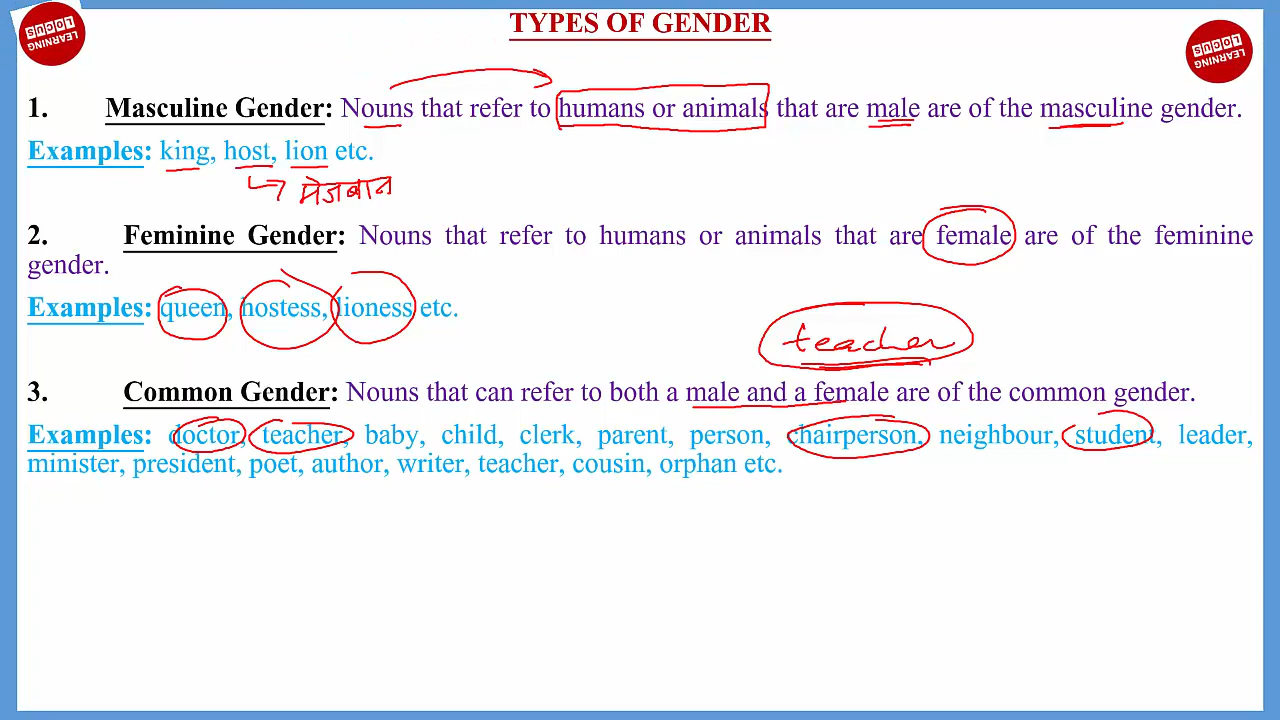 LOCUS LEARNING
TYPES OF GENDER
LOCUS LEARNING
1. Masculine Gender: Nouns that refer to humans or animals that are male are of the masculine gender.
Examples: king, host, lion etc.
मेजबान
2. Feminine Gender: Nouns that refer to humans or animals that are female are of the feminine
gender.
Examples: queen, hostess, lioness etc.
teacher
3. Common Gender: Nouns that can refer to both a male and a female are of the common gender.
Examples: doctor, teacher, baby, child, clerk, parent, person, chairperson, neighbour, student, leader,
minister, president, poet, author, writer, teacher, cousin, orphan etc.